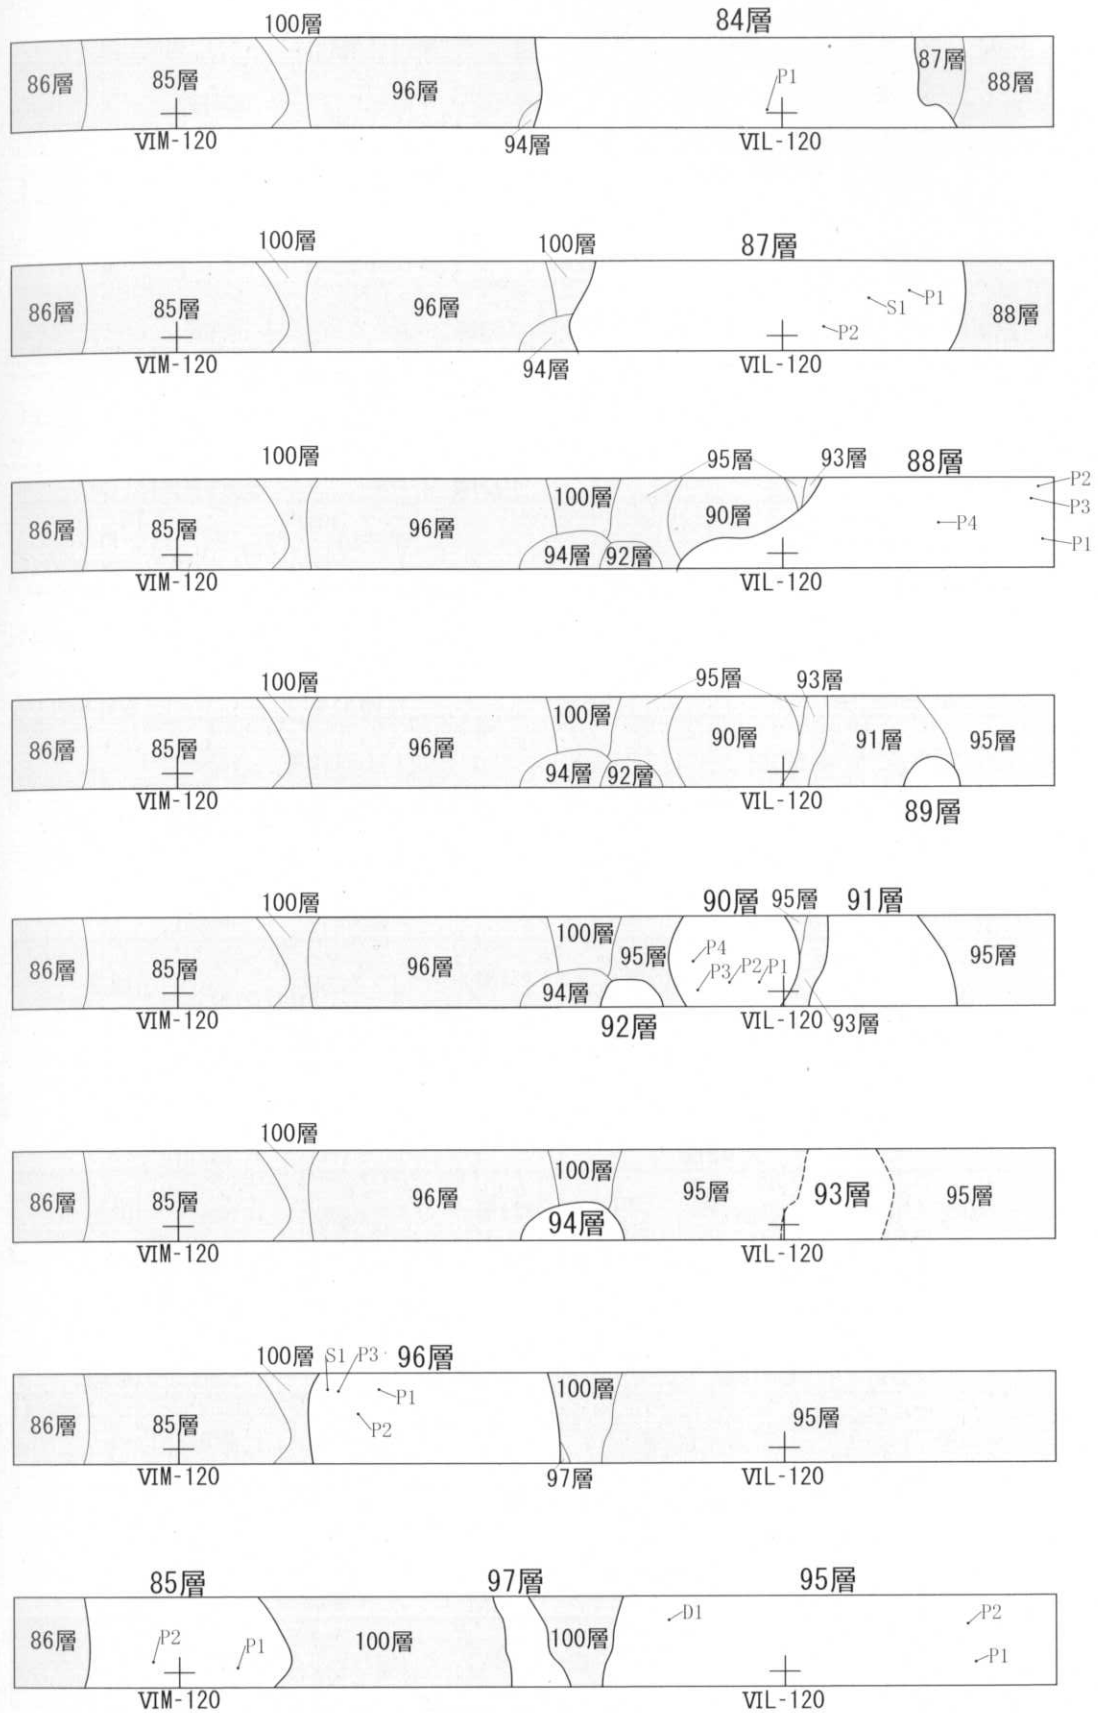 100層 84層
86層 85層 96層 P1 87層 88層
VIM-120 94層 VIL-120
100層 100層 87層
86層 85層 96層 S1 P1 88層
P2
VIM-120 94層 VIL-120
100層 95層 93層 88層
P2
P3
86層 85層 96層 100層 90層 P4
P1
94層 92層
VIM-120 VIL-120
100層 95層 93層
100層
86層 85層 96層 90層 91層 95層
94層 92層
VIM-120 VIL-120 89層
100層 90層 95層 91層
100層
86層 85層 96層 95層 P4 95層
P3 P2 P1
94層
VIM-120 92層 VIL-120 93層
100層
100層
86層 85層 96層 95層 93層 95層
94層
VIM-120 VIL-120
100層 S1 P3 96層
P1 100層
86層 85層 P2 95層
VIM-120 97層 VIL-120
85層 97層 95層
D1 P2
86層 P2 P1 100層 100層 P1
VIM-120 VIL-120